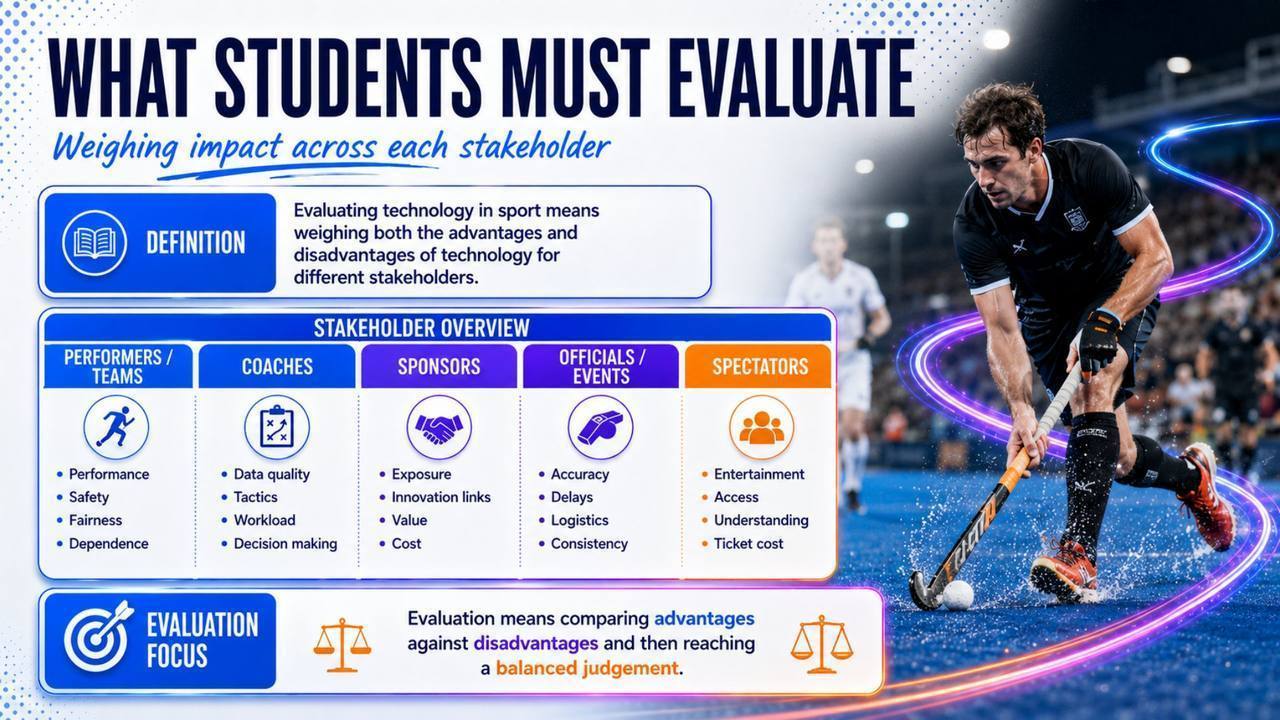 WHAT STUDENTS MUST EVALUATE
Weighing impact across each stakeholder
DEFINITION
Evaluating technology in sport means
weighing both the advantages and
disadvantages of technology for
different stakeholders.
STAKEHOLDER OVERVIEW
PERFORMERS /
TEAMS
• Performance
• Safety
• Fairness
• Dependence
COACHES
• Data quality
• Tactics
• Workload
• Decision making
SPONSORS
• Exposure
• Innovation links
• Value
• Cost
OFFICIALS /
EVENTS
• Accuracy
• Delays
• Logistics
• Consistency
SPECTATORS
• Entertainment
• Access
• Understanding
• Ticket cost
EVALUATION
FOCUS
Evaluation means comparing advantages
against disadvantages and then reaching
a balanced judgement.